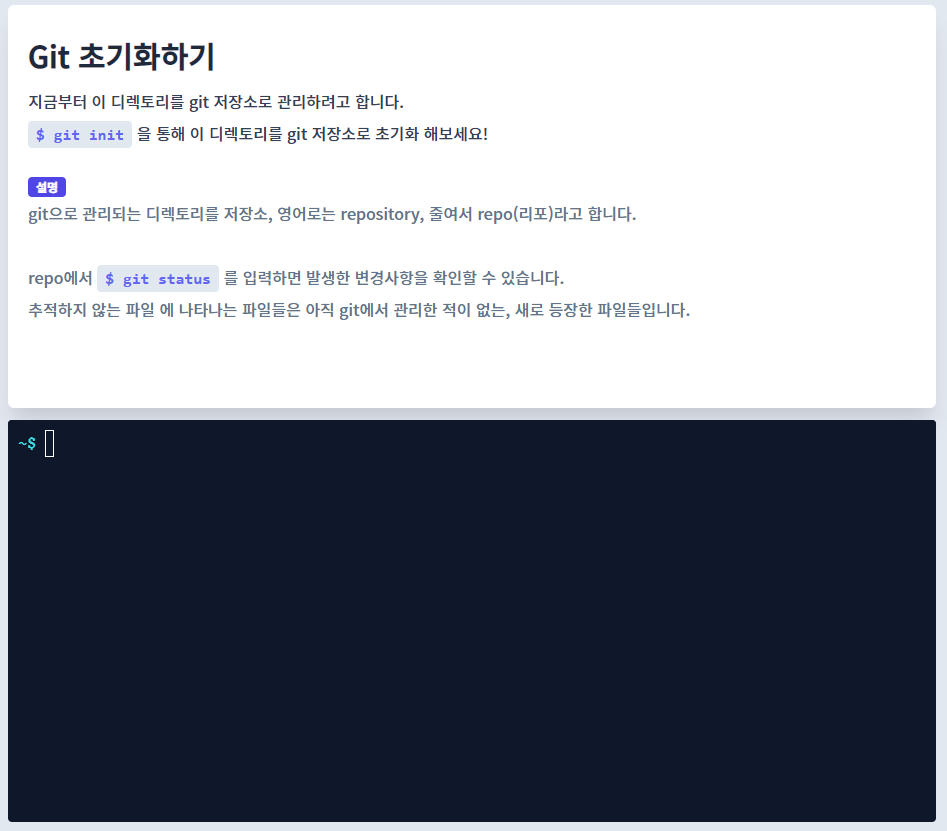 Git 초기화하기
지금부터 이 디렉토리를 git 저장소로 관리하려고 합니다.
$ git init 을 통해 이 디렉토리를 git 저장소로 초기화 해보세요!
설명
git으로 관리되는 디렉토리를 저장소, 영어로는 repository, 줄여서 repo(리포)라고 합니다.
repo에서 $ git status 를 입력하면 발생한 변경사항을 확인할 수 있습니다.
추적하지 않는 파일 에 나타나는 파일들은 아직 git에서 관리한 적이 없는, 새로 등장한 파일들입니다.
~$